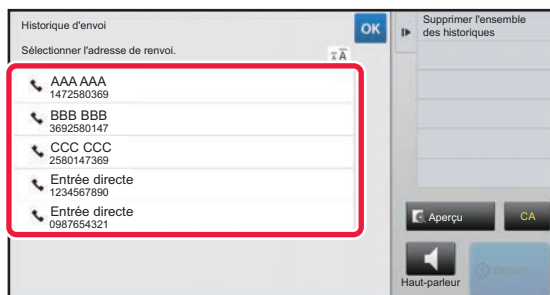 Historique d'envoi
OK
Sélectionner l'adresse de renvoi.
AAA AAA
1472580369
BBB BBB
3692580147
CCC CCC
2580147369
Entrée directe
1234567890
Entrée directe
0987654321
Supprimer l'ensemble
des historiques
Aperçu
CA
Haut-parleur
Départ